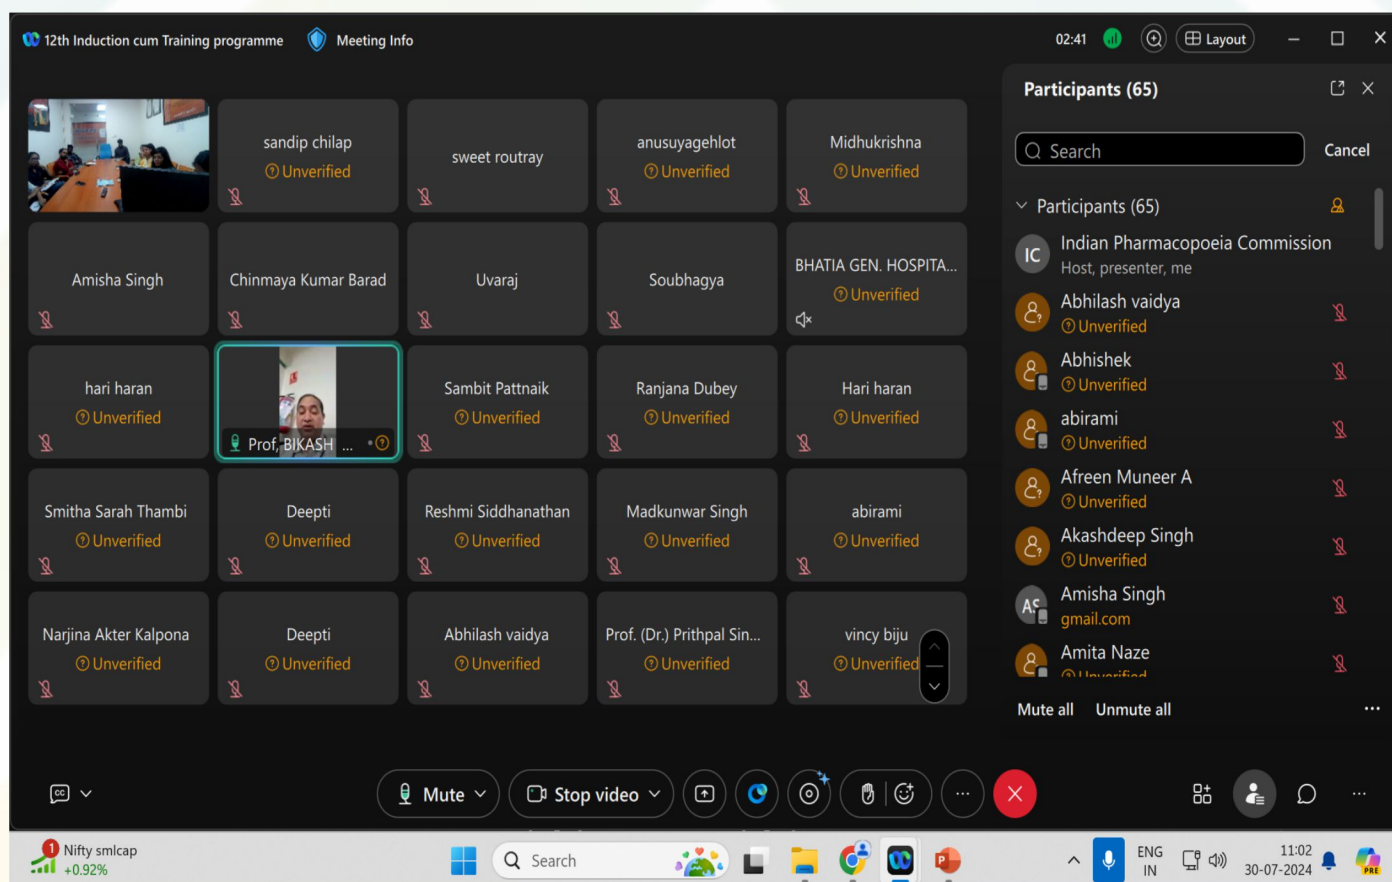 12th Induction cum Training programme
Meeting Info
02:41
Layout
sandip chilap
Unverified
sweet routray
anusuyagehlot
Unverified
Midhukrishna
Unverified
Amisha Singh
Chinmaya Kumar Barad
Uvaraj
Soubhagya
BHATIA GEN. HOSPITA...
Unverified
hari haran
Unverified
Prof, BIKASH ...
Sambit Pattnaik
Unverified
Ranjana Dubey
Unverified
Hari haran
Unverified
Smitha Sarah Thambi
Unverified
Deepti
Unverified
Reshmi Siddhanathan
Unverified
Madkunwar Singh
Unverified
abirami
Unverified
Narjina Akter Kalpona
Unverified
Deepti
Unverified
Abhilash vaidya
Unverified
Prof. (Dr.) Prithpal Sin...
Unverified
vincy biju
Unverified
Participants (65)
Search
Cancel
Participants (65)
IC
Indian Pharmacopoeia Commission
Host, presenter, me
Abhilash vaidya
Unverified
Abhishek
Unverified
abirami
Unverified
Afreen Muneer A
Unverified
Akashdeep Singh
Unverified
AS
Amisha Singh
gmail.com
Amita Naze
Unverified
Mute all
Unmute all
...
CC
Mute
Stop video
1
Nifty smlcap
+0.92%
Search
ENG
IN
11:02
30-07-2024
PRE